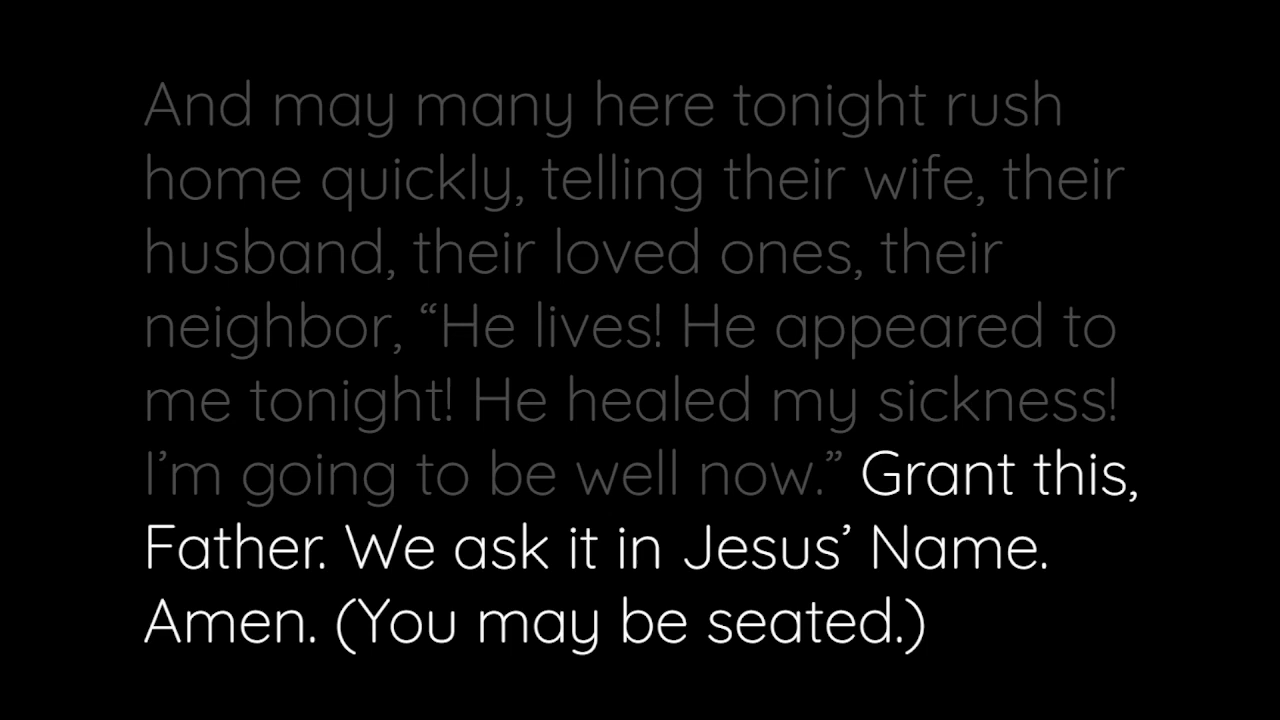 And may many here tonight rush
home quickly, telling their wife, their
husband, their loved ones, their
neighbor, “He lives! He appeared to
me tonight! He healed my sickness!
I’m going to be well now.” Grant this,
Father. We ask it in Jesus’ Name.
Amen. (You may be seated.)